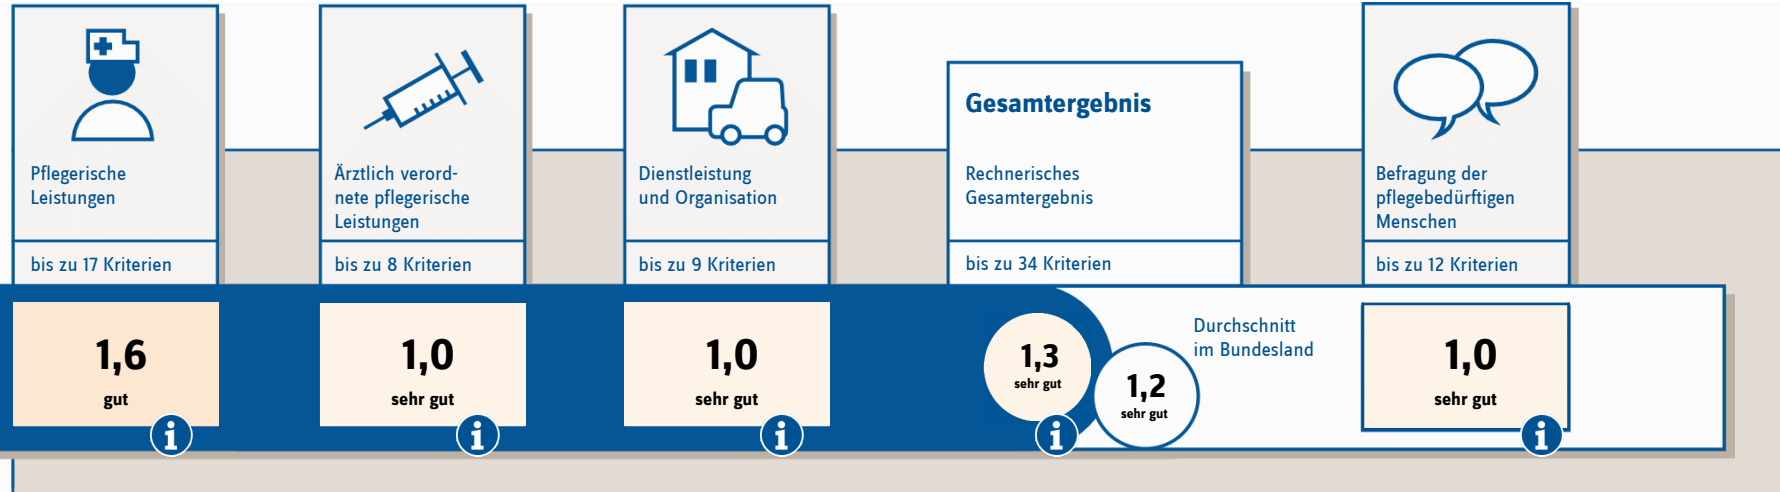 Pflegerische
Leistungen
bis zu 17 Kriterien
1,6
gut
i
Ärztlich verord-
nete pflegerische
Leistungen
bis zu 8 Kriterien
1,0
sehr gut
i
Dienstleistung
und Organisation
bis zu 9 Kriterien
1,0
sehr gut
i
Gesamtergebnis
Rechnerisches
Gesamtergebnis
bis zu 34 Kriterien
1,3
sehr gut
i
1,2
sehr gut
Durchschnitt
im Bundesland
Befragung der
pflegebedürftigen
Menschen
bis zu 12 Kriterien
1,0
sehr gut
i